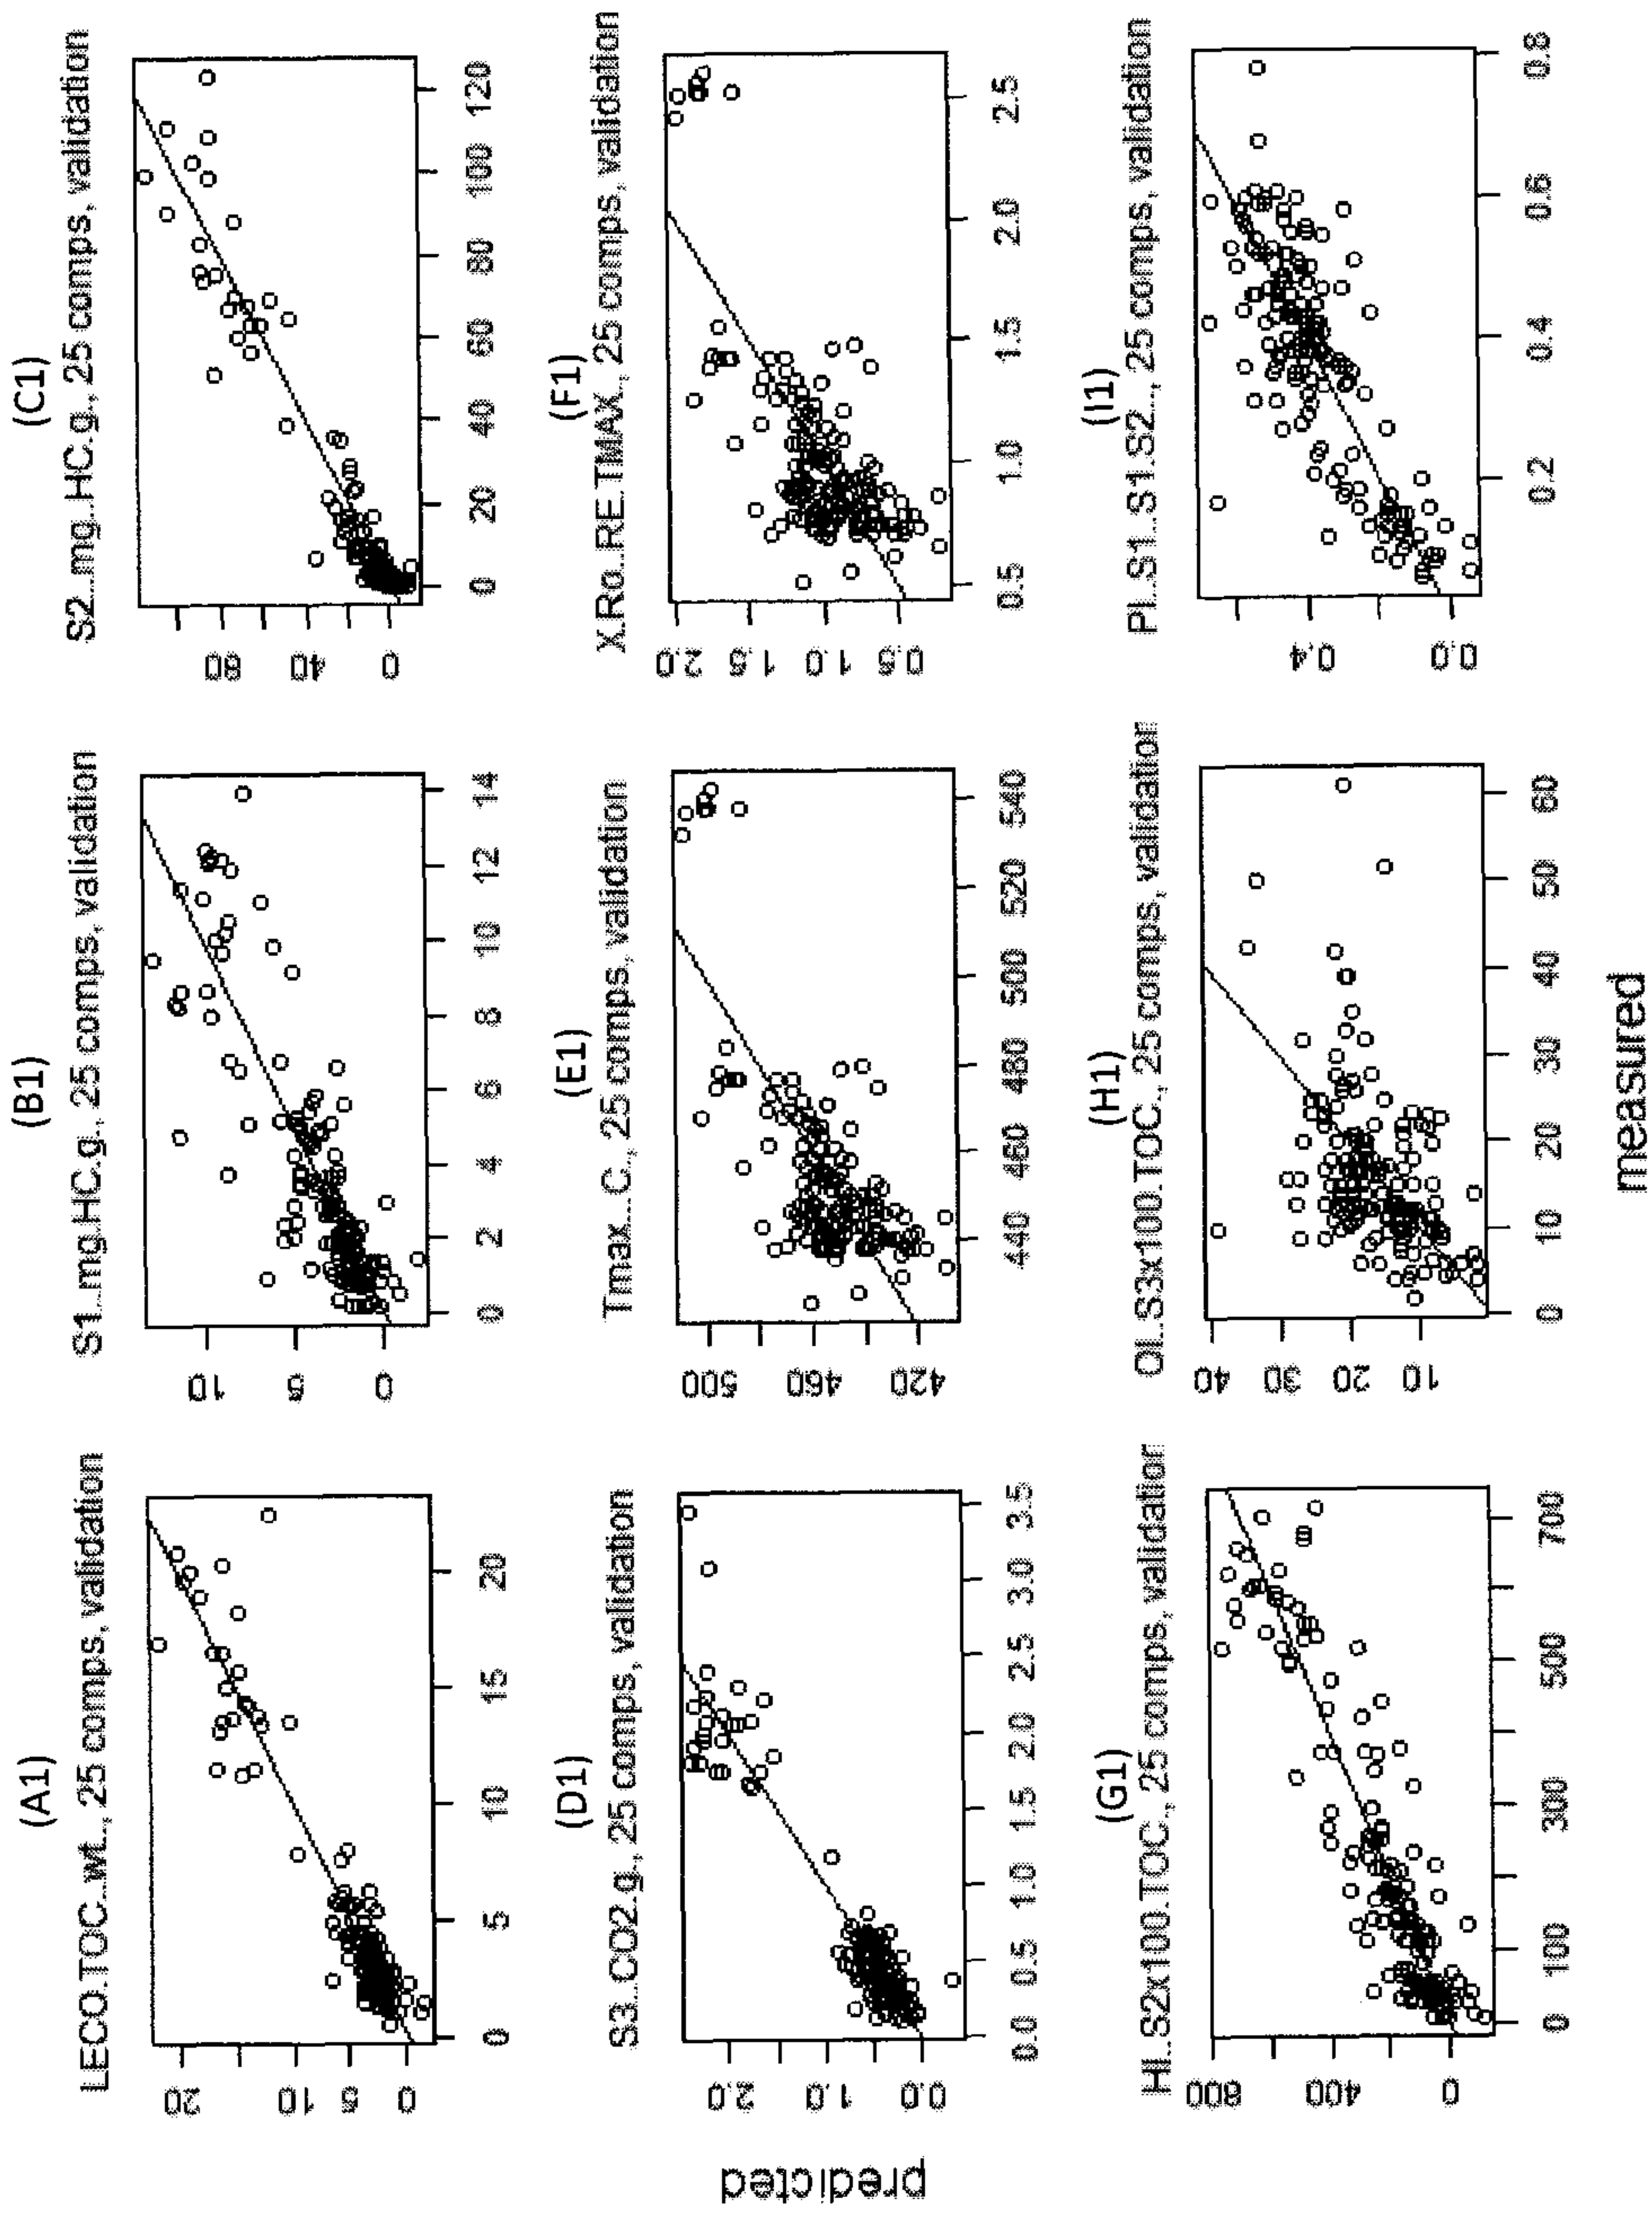 (A1)
LECO.TOC..wt., 25 comps, validation
20
10
5
0
0 5 10 15 20
(B1)
S1..mg.HC.g., 25 comps, validation
10
5
0
0 2 4 6 8 10 12 14
(C1)
S2..mg..HC.g., 25 comps, validation
80
40
0
0 20 40 60 80 100 120
(D1)
S3...CO2.g., 25 comps, validation
2.0
1.0
0.0
0.0 0.5 1.0 1.5 2.0 2.5 3.0 3.5
(E1)
Tmax...C., 25 comps, validation
500
460
420
440 460 480 500 520 540
(F1)
X.Ro..RE.TMAX., 25 comps, validation
2.0
1.5
1.0
0.5
0.5 1.0 1.5 2.0 2.5
(G1)
HI..S2x100.TOC., 25 comps, validation
800
400
0
0 100 300 500 700
(H1)
OI..S3x100.TOC., 25 comps, validation
40
30
20
10
0 10 20 30 40 50 60
(I1)
PI..S1..S1.S2.., 25 comps, validation
0.4
0.0
0.2 0.4 0.6 0.8
predicted
measured